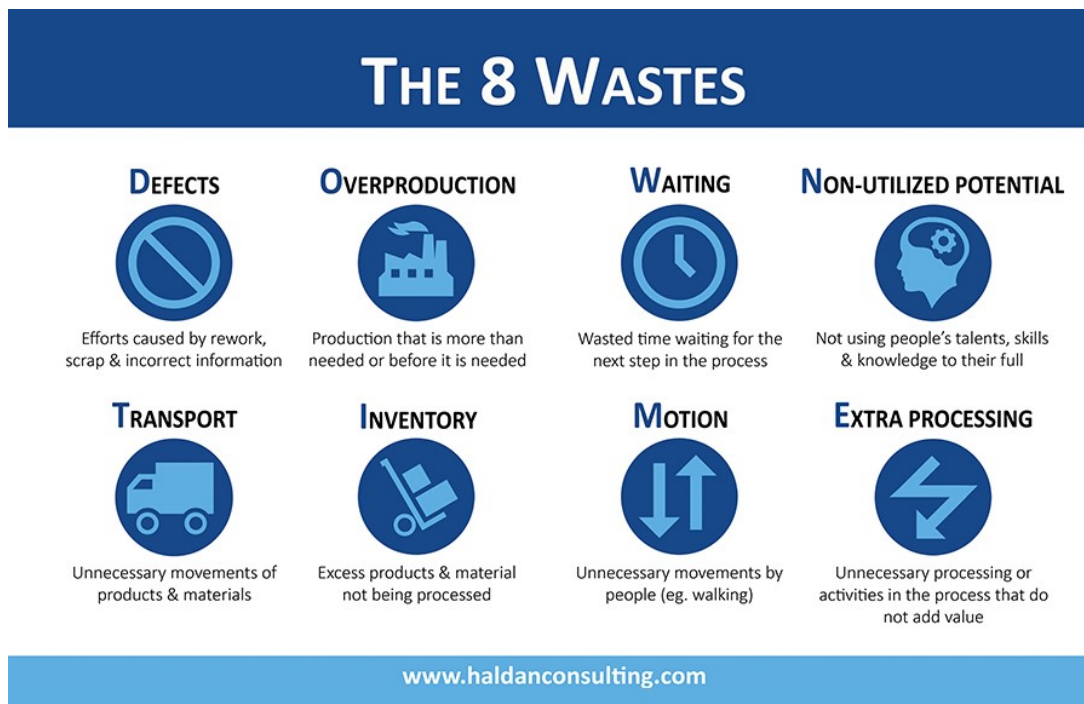 THE 8 WASTES
DEFECTS
Efforts caused by rework,
scrap & incorrect information
OVERPRODUCTION
Production that is more than
needed or before it is needed
WAITING
Wasted time waiting for the
next step in the process
NON-UTILIZED POTENTIAL
Not using people’s talents, skills
& knowledge to their full
TRANSPORT
Unnecessary movements of
products & materials
INVENTORY
Excess products & material
not being processed
MOTION
Unnecessary movements by
people (eg. walking)
EXTRA PROCESSING
Unnecessary processing or
activities in the process that do
not add value
www.haldanconsulting.com